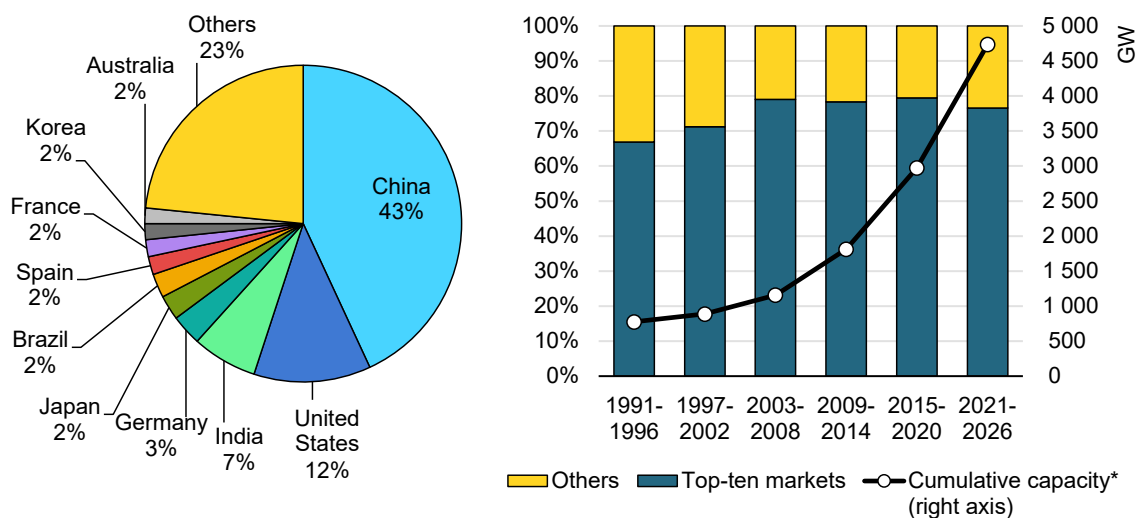 Others
23%
Australia
2%
Korea
2%
France
2%
Spain
2%
Brazil
2%
Japan
2%
Germany
3%
India
7%
United
States
12%
China
43%
100%
90%
80%
70%
60%
50%
40%
30%
20%
10%
0%
5 000
4 500
4 000
3 500
3 000
2 500
2 000
1 500
1 000
500
0
GW
1991-
1996
1997-
2002
2003-
2008
2009-
2014
2015-
2020
2021-
2026
Others
Top-ten markets
Cumulative capacity*
(right axis)